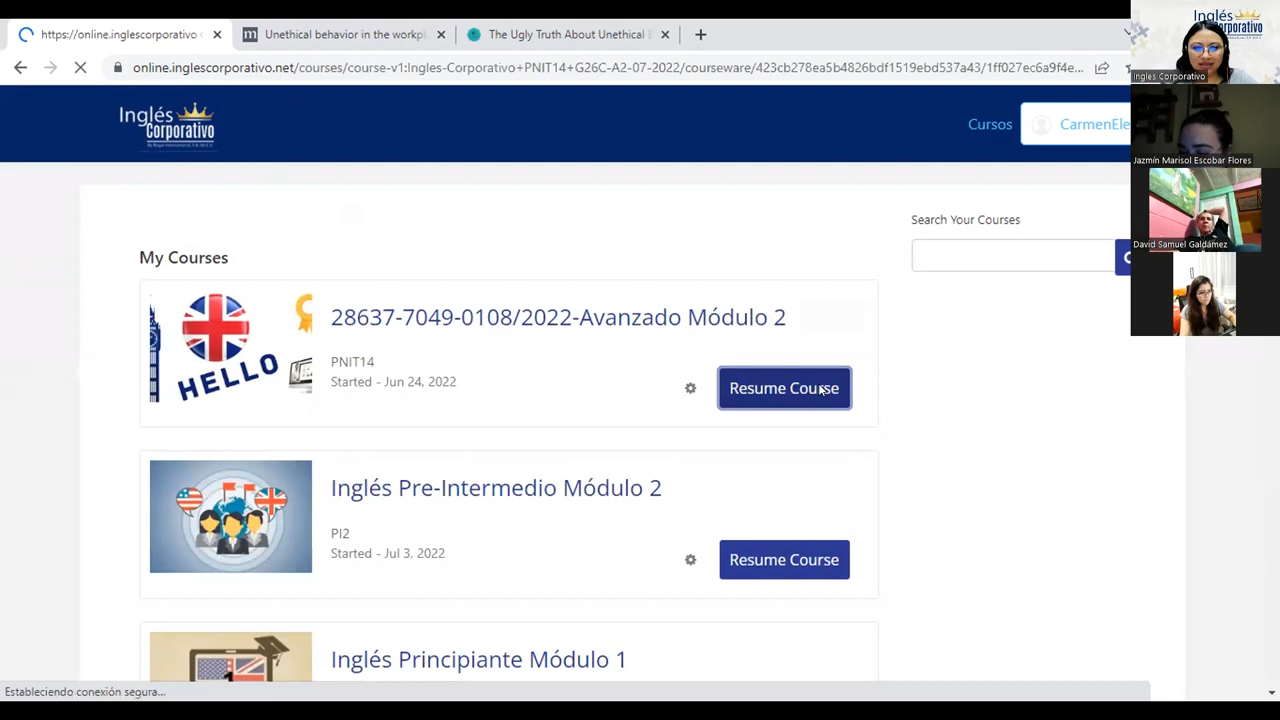 https://online.inglescorporativo
Unethical behavior in the workpl
The Ugly Truth About Unethical E
online.inglescorporativo.net/courses/course-v1:Ingles-Corporativo+PNIT14+G26C-A2-07-2022/courseware/423cb278ea5b4826bdf1519ebd537a43/1ff027ec6a9f4e...
Inglés
Corporativo
Cursos
CarmenEle
Inglés
Corporativo
Ingles Corporativo
Jazmín Marisol Escobar Flores
David Samuel Galdámez
Search Your Courses
My Courses
HELLO
28637-7049-0108/2022-Avanzado Módulo 2
PNIT14
Started - Jun 24, 2022
Resume Course
Inglés Pre-Intermedio Módulo 2
PI2
Started - Jul 3, 2022
Resume Course
Inglés Principiante Módulo 1
Estableciendo conexión segura...